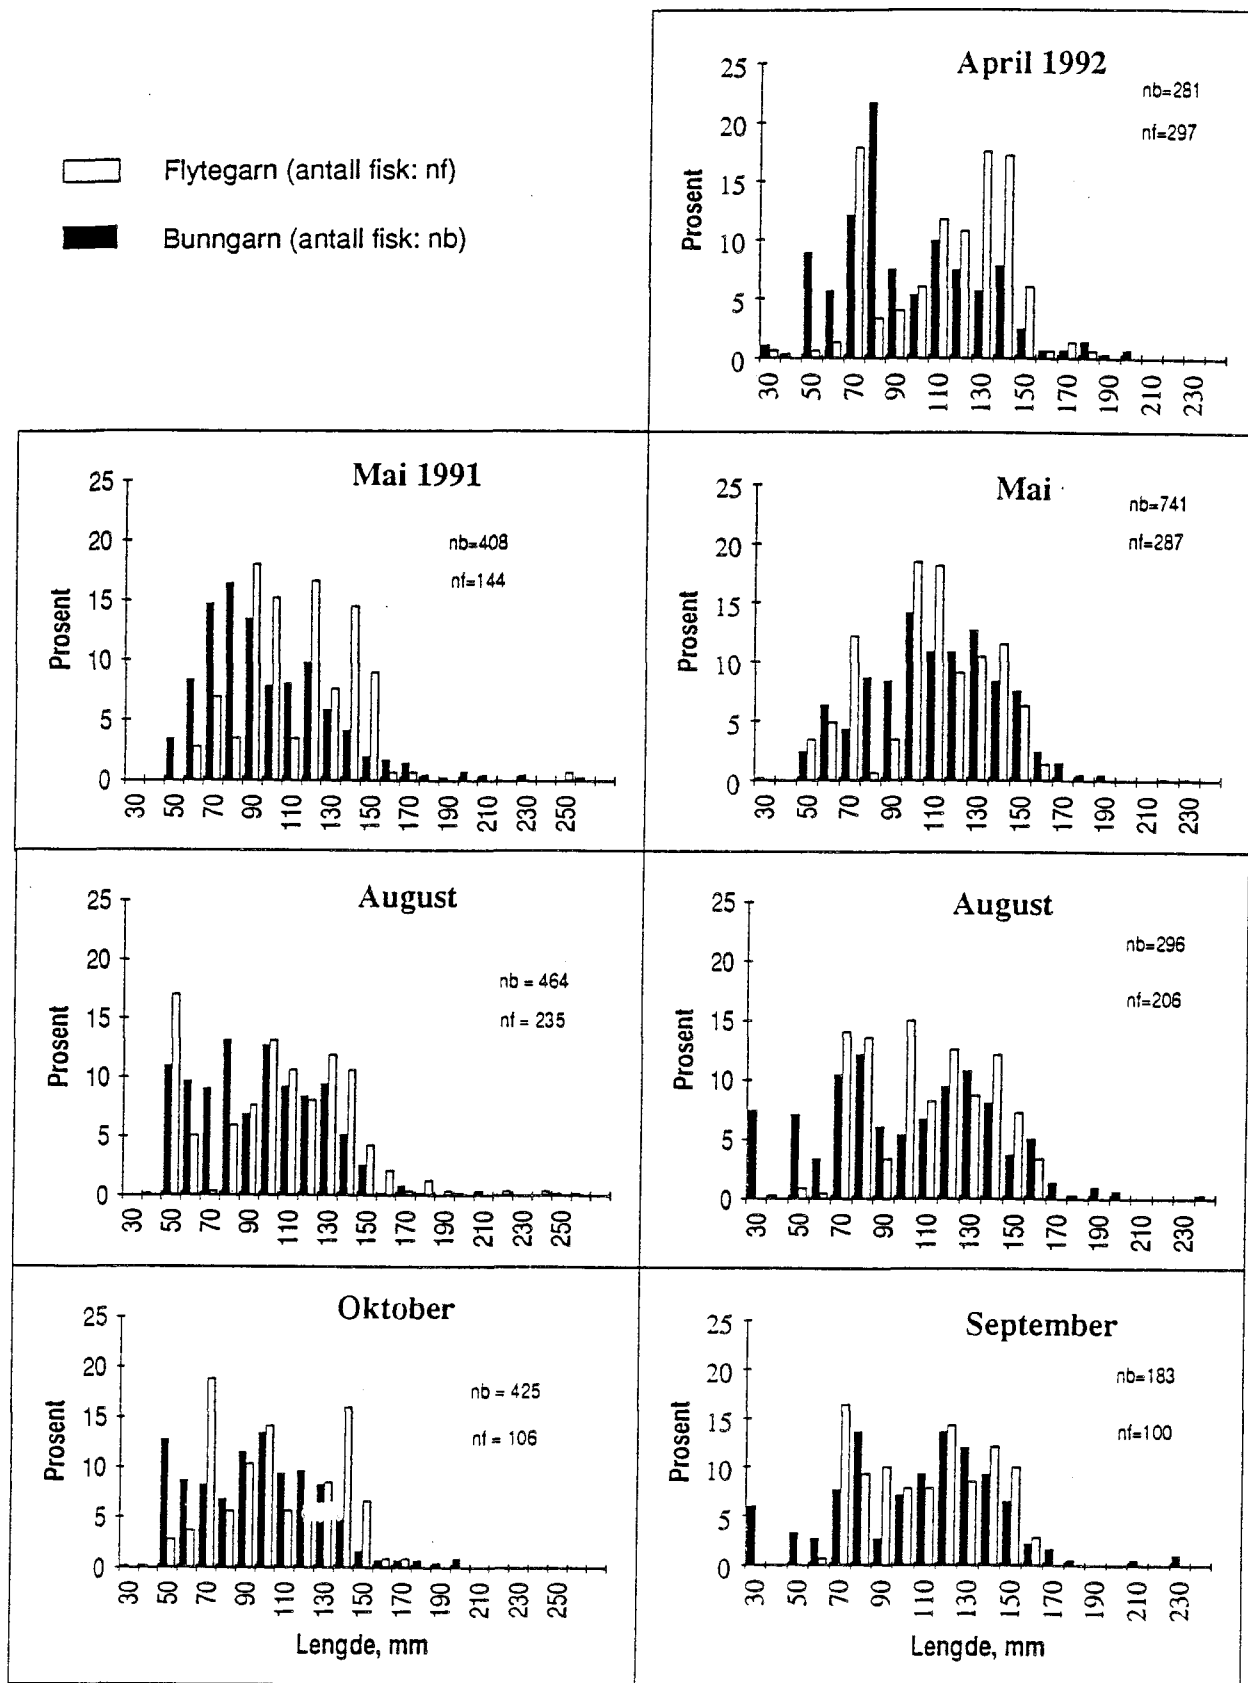 Flytegarn (antall fisk: nf)
Bunngarn (antall fisk: nb)
April 1992
nb=281
nf=297
Prosent
25
20
15
10
5
0
30 50 70 90 110 130 150 170 190 210 230
Mai 1991
nb=408
nf=144
Prosent
25
20
15
10
5
0
30 50 70 90 110 130 150 170 190 210 230 250
Mai
nb=741
nf=287
Prosent
25
20
15
10
5
0
30 50 70 90 110 130 150 170 190 210 230
August
nb = 464
nf = 235
Prosent
25
20
15
10
5
0
30 50 70 90 110 130 150 170 190 210 230 250
August
nb=296
nf=206
Prosent
25
20
15
10
5
0
30 50 70 90 110 130 150 170 190 210 230
Oktober
nb = 425
nf = 106
Prosent
25
20
15
10
5
0
30 50 70 90 110 130 150 170 190 210 230 250
Lengde, mm
September
nb=183
nf=100
Prosent
25
20
15
10
5
0
30 50 70 90 110 130 150 170 190 210 230
Lengde, mm